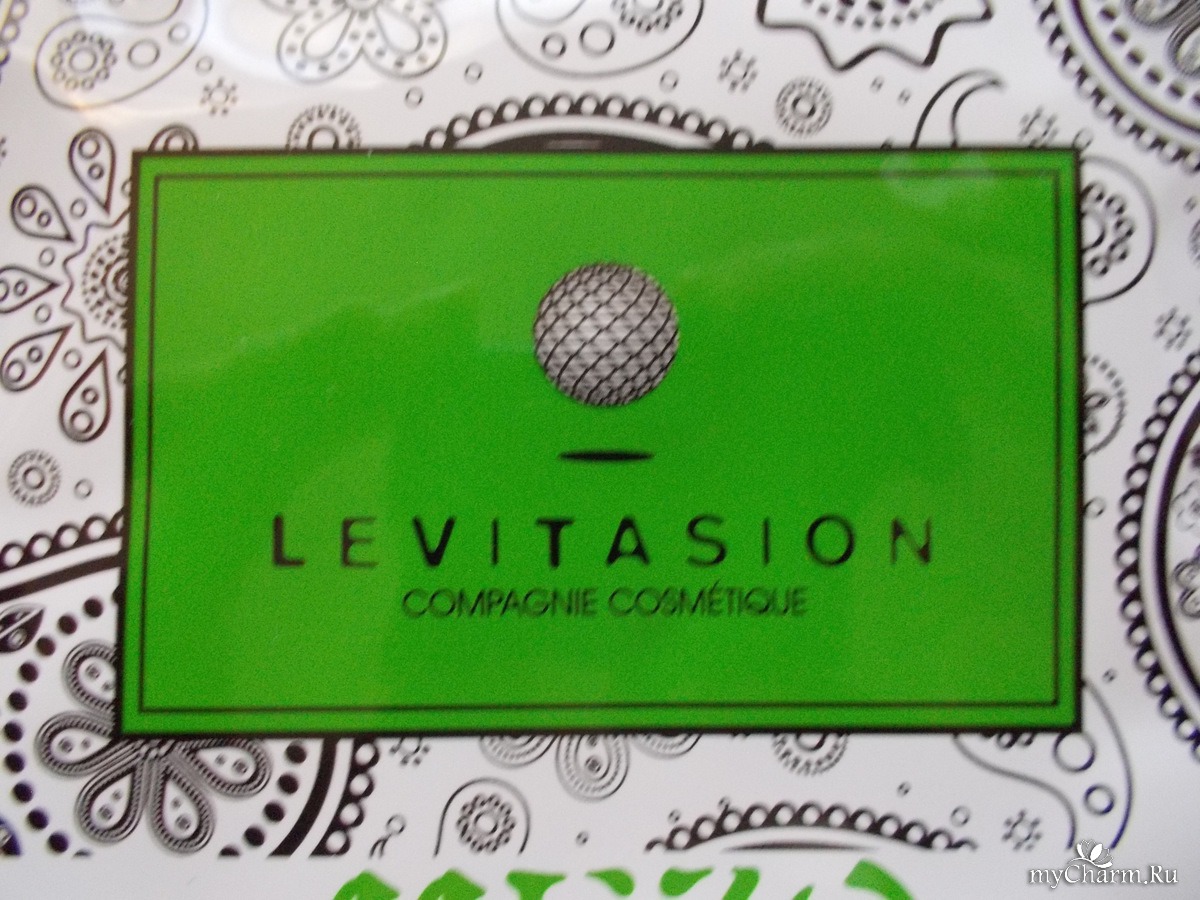 LEVITASION
COMPAGNIE COSMÉTIQUE
myCharm.Ru